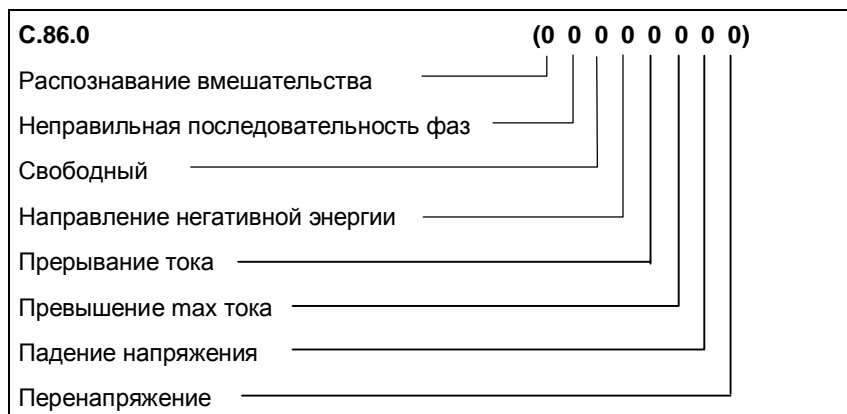 C.86.0 (0 0 0 0 0 0 0 0)
Распознавание вмешательства
Неправильная последовательность фаз
Свободный
Направление негативной энергии
Прерывание тока
Превышение max тока
Падение напряжения
Перенапряжение